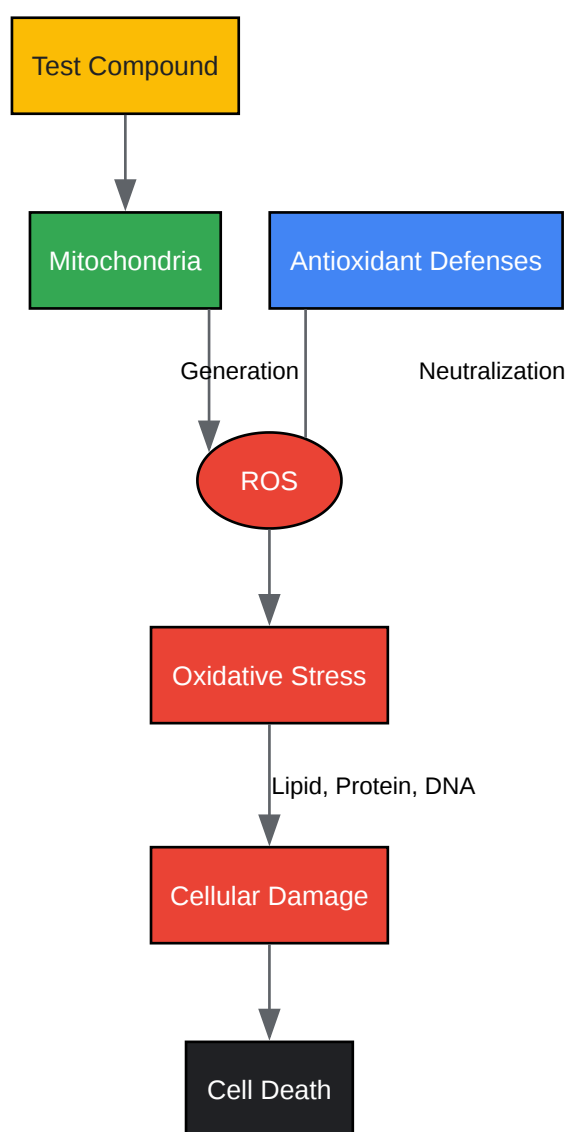 Test Compound
Mitochondria
Antioxidant Defenses
Generation
Neutralization
ROS
Oxidative Stress
Lipid, Protein, DNA
Cellular Damage
Cell Death